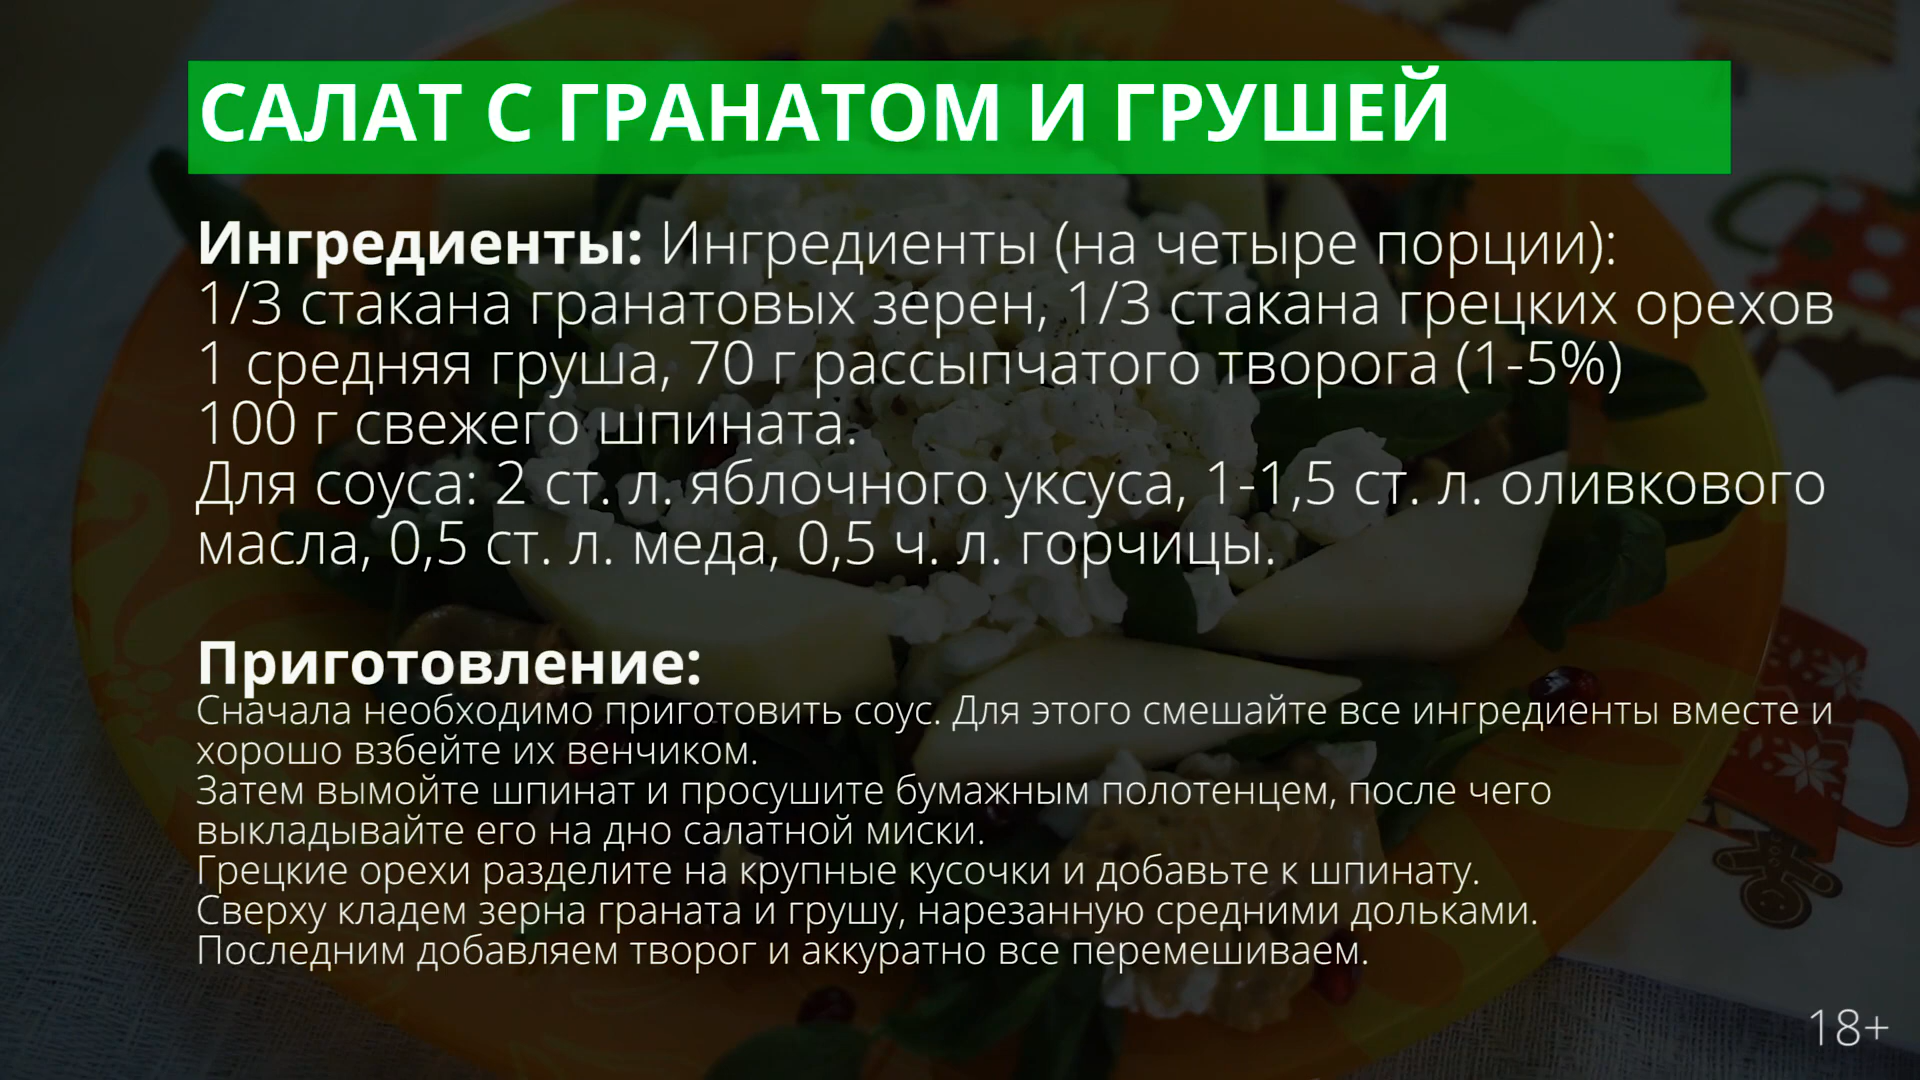 САЛАТ С ГРАНАТОМ И ГРУШЕЙ
Ингредиенты: Ингредиенты (на четыре порции):
1/3 стакана гранатовых зерен, 1/3 стакана грецких орехов
1 средняя груша, 70 г рассыпчатого творога (1-5%)
100 г свежего шпината.
Для соуса: 2 ст. л. яблочного уксуса, 1-1,5 ст. л. оливкового
масла, 0,5 ст. л. меда, 0,5 ч. л. горчицы.
Приготовление:
Сначала необходимо приготовить соус. Для этого смешайте все ингредиенты вместе и
хорошо взбейте их венчиком.
Затем вымойте шпинат и просушите бумажным полотенцем, после чего
выкладывайте его на дно салатной миски.
Грецкие орехи разделите на крупные кусочки и добавьте к шпинату.
Сверху кладем зерна граната и грушу, нарезанную средними дольками.
Последним добавляем творог и аккуратно все перемешиваем.
18+